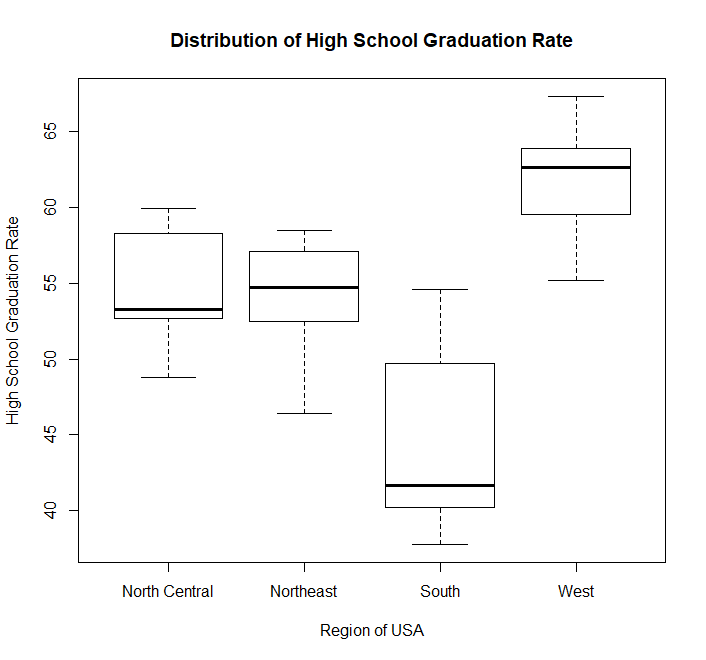 Distribution of High School Graduation Rate
High School Graduation Rate
65
60
55
50
45
40
North Central Northeast South West
Region of USA